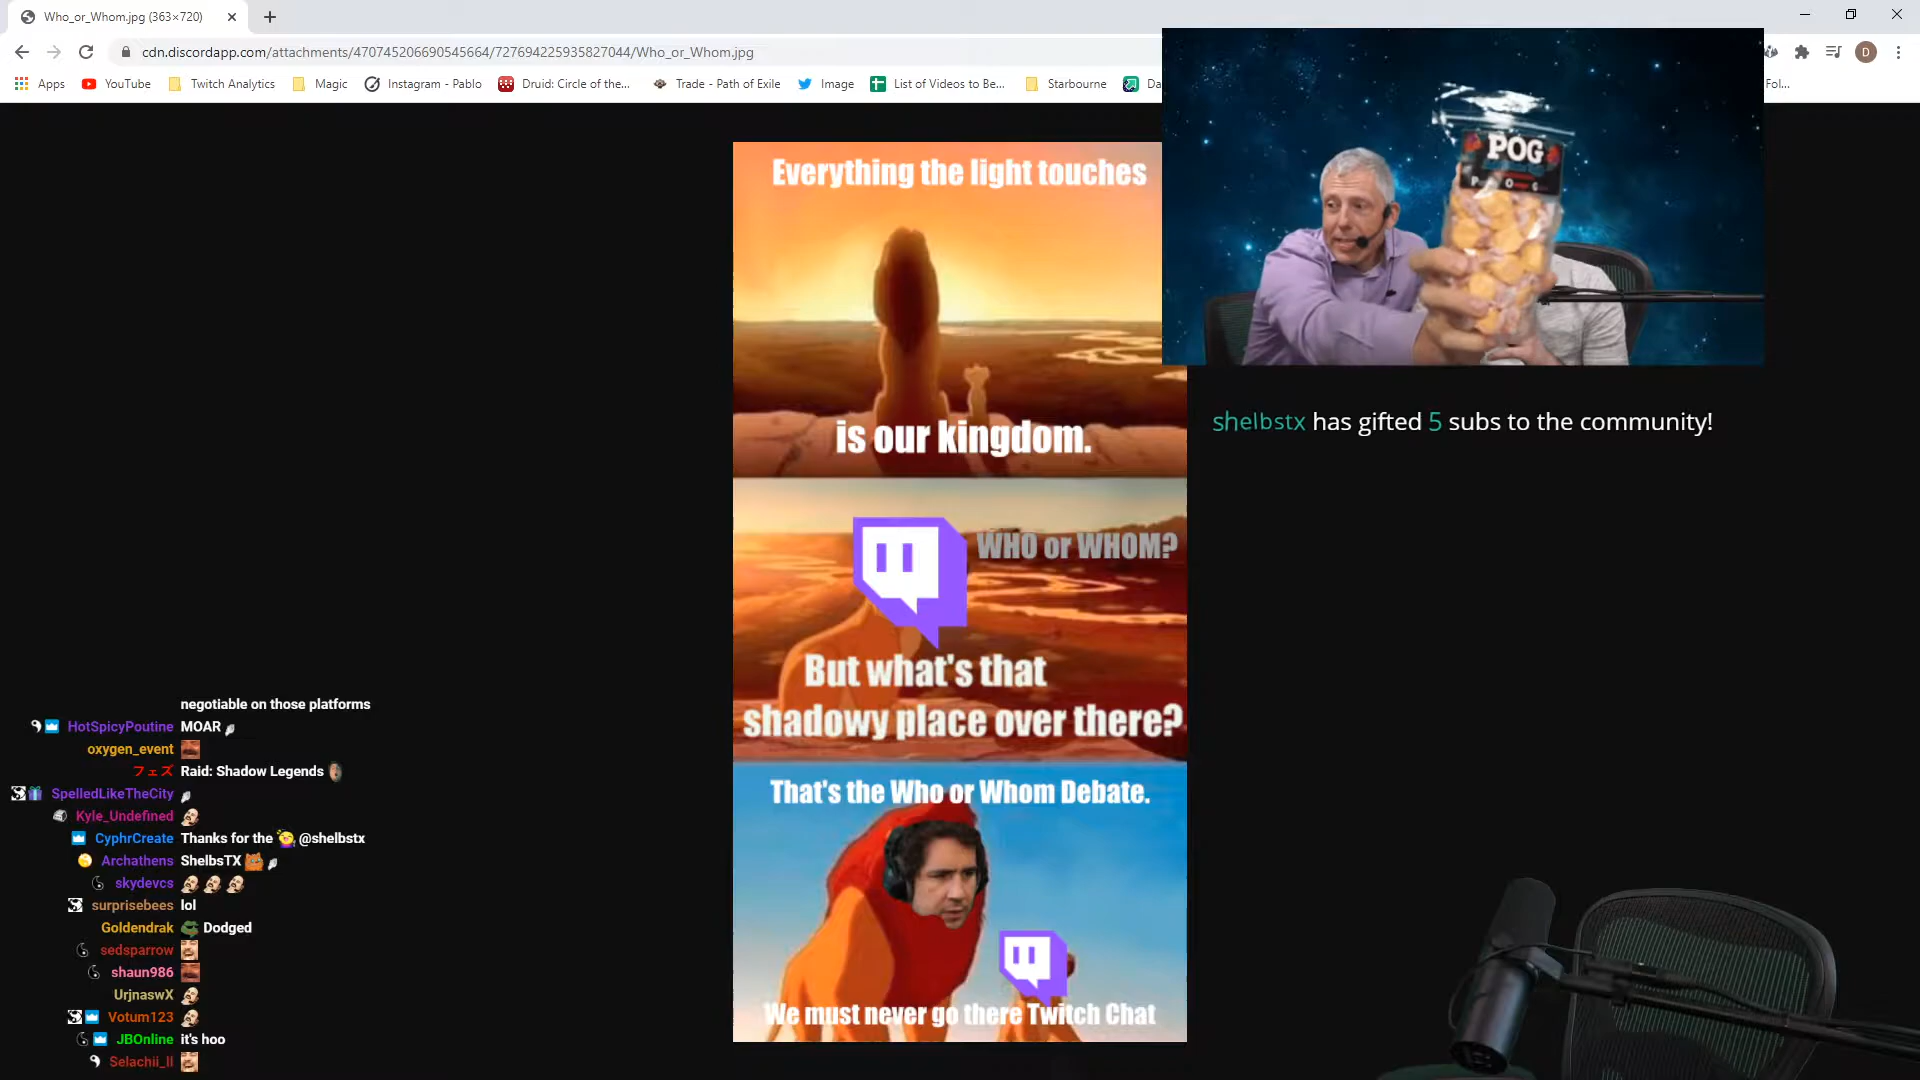 Who_or_Whom.jpg (363×720)
cdn.discordapp.com/attachments/470745206690545664/727694225935827044/Who_or_Whom.jpg
D
Apps
YouTube
Twitch Analytics
Magic
Instagram - Pablo
Druid: Circle of the...
Trade - Path of Exile
Image
List of Videos to Be...
Starbourne
Da
Fol...
POG
P O G
shelbstx has gifted 5 subs to the community!
Everything the light touches
is our kingdom.
WHO or WHOM?
But what's that
shadowy place over there?
That's the Who or Whom Debate.
We must never go there Twitch Chat
negotiable on those platforms
HotSpicyPoutine MOAR
oxygen_event
フェズ Raid: Shadow Legends
SpelledLikeTheCity
Kyle_Undefined
CyphrCreate Thanks for the @shelbstx
Archathens ShelbsTX
skydevcs
surprisebees lol
Goldendrak Dodged
sedsparrow
shaun986
UrjnaswX
Votum123
JBOnline it's hoo
Selachii_II